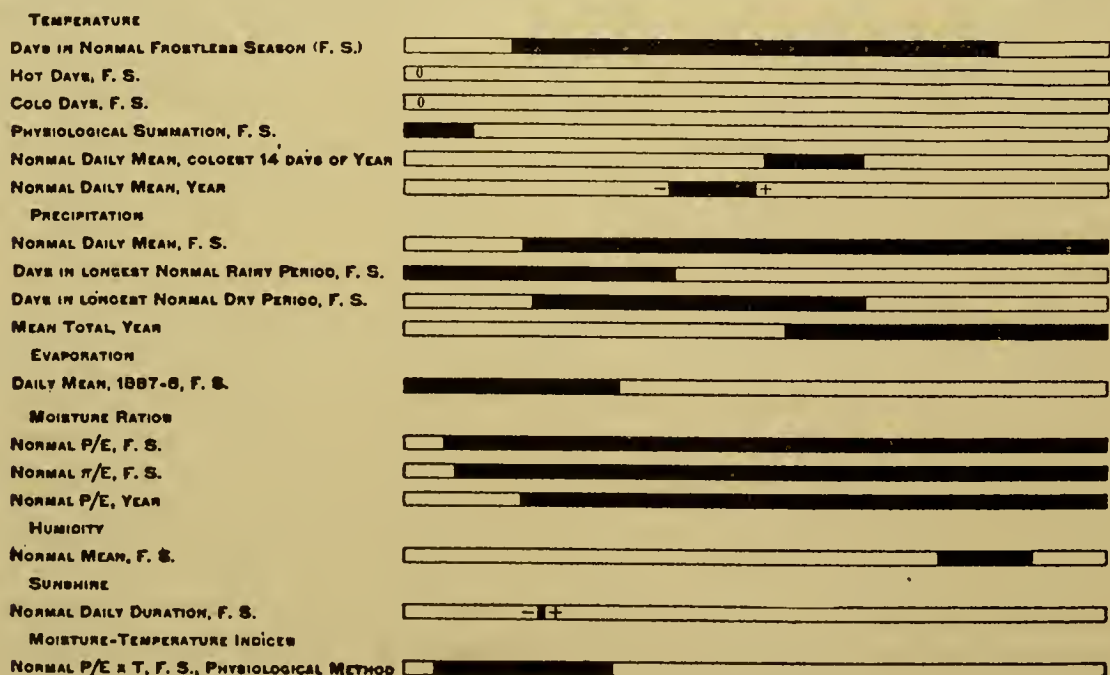 TEMPERATURE
DAYS IN NORMAL FROSTLESS SEASON (F. S.)
HOT DAYS, F. S. 0
COLD DAYS, F. S. 0
PHYSIOLOGICAL SUMMATION, F. S.
NORMAL DAILY MEAN, COLDEST 14 DAYS OF YEAR
NORMAL DAILY MEAN, YEAR − +
PRECIPITATION
NORMAL DAILY MEAN, F. S.
DAYS IN LONGEST NORMAL RAINY PERIOD, F. S.
DAYS IN LONGEST NORMAL DRY PERIOD, F. S.
MEAN TOTAL, YEAR
EVAPORATION
DAILY MEAN, 1887-8, F. S.
MOISTURE RATIOS
NORMAL P/E, F. S.
NORMAL π/E, F. S.
NORMAL P/E, YEAR
HUMIDITY
NORMAL MEAN, F. S.
SUNSHINE
NORMAL DAILY DURATION, F. S. − +
MOISTURE-TEMPERATURE INDICES
NORMAL P/E x T, F. S., PHYSIOLOGICAL METHOD